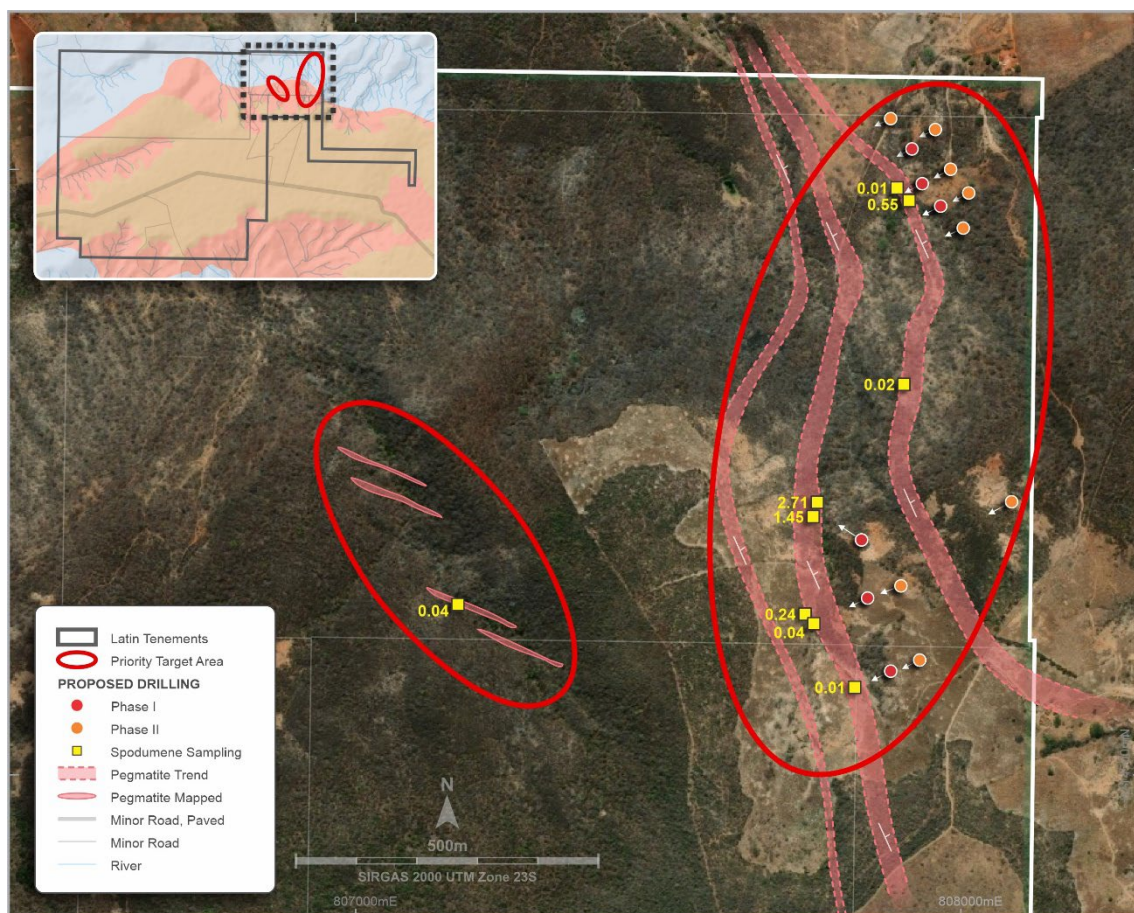 0.01
0.55
0.02
2.71
1.45
0.24
0.04
0.01
0.04
Latin Tenements
Priority Target Area
PROPOSED DRILLING
Phase I
Phase II
Spodumene Sampling
Pegmatite Trend
Pegmatite Mapped
Minor Road, Paved
Minor Road
River
N
500m
SIRGAS 2000 UTM Zone 23S
807000mE
808000mE